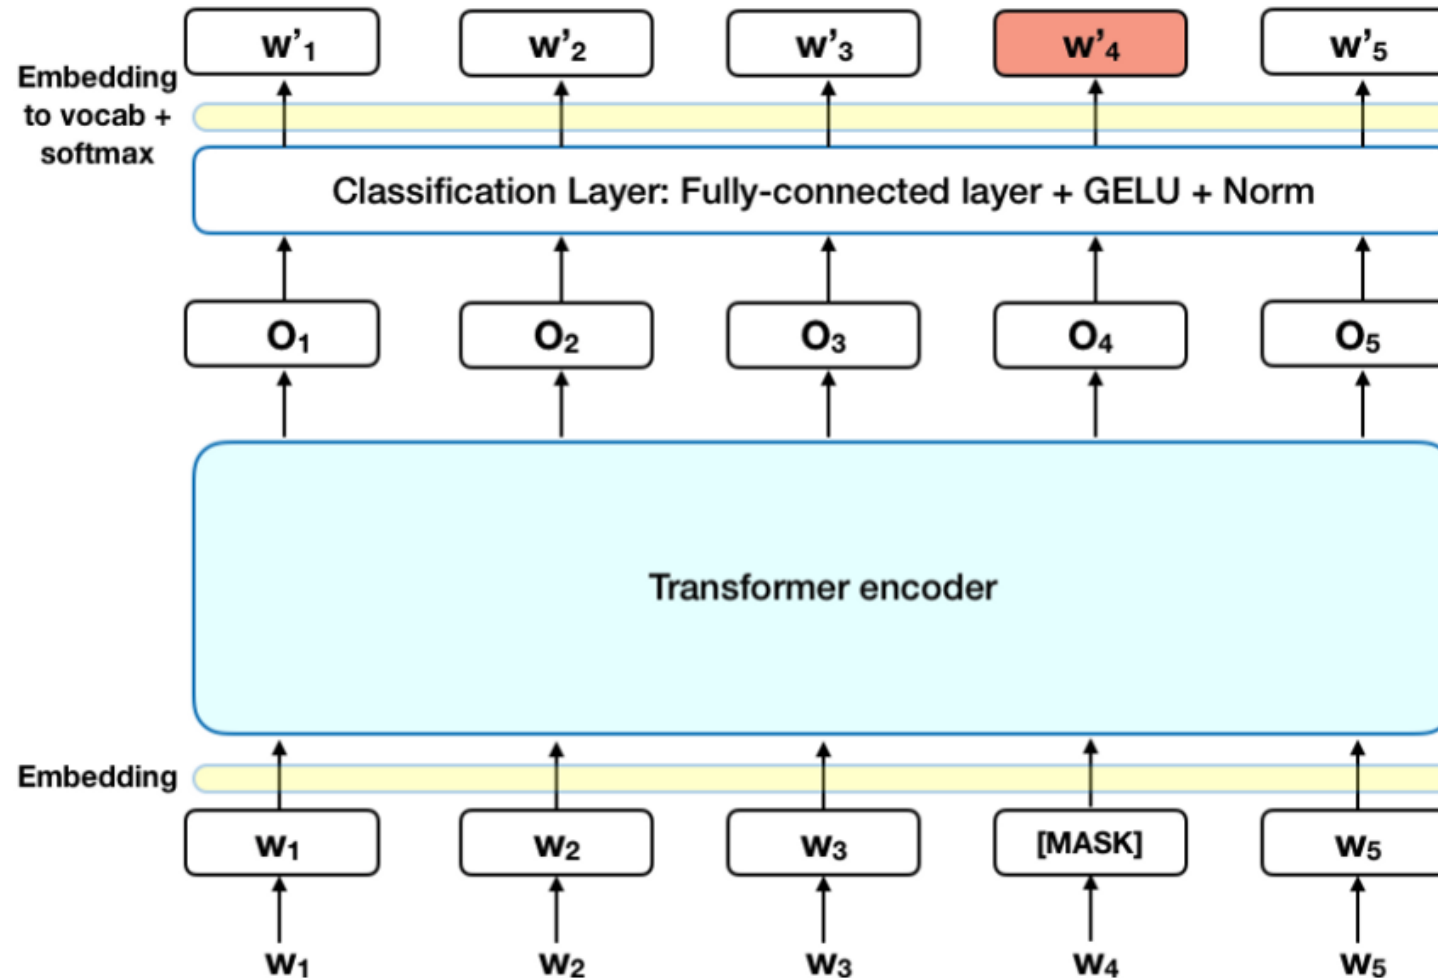 w’1 w’2 w’3 w’4 w’5
Embedding
to vocab +
softmax
Classification Layer: Fully-connected layer + GELU + Norm
O1 O2 O3 O4 O5
Transformer encoder
Embedding
w1 w2 w3 [MASK] w5
w1 w2 w3 w4 w5